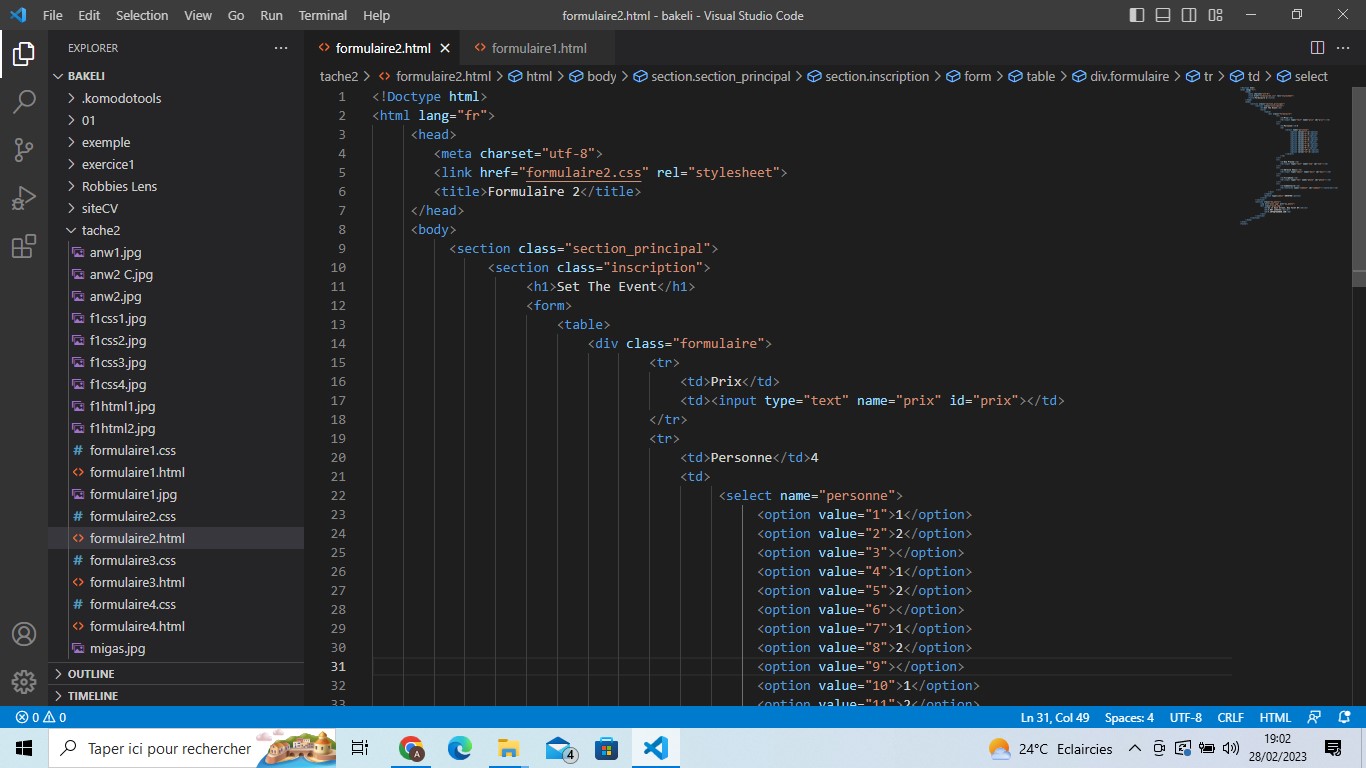 File Edit Selection View Go Run Terminal Help
formulaire2.html - bakeli - Visual Studio Code
EXPLORER
BAKELI
.komodotools
01
exemple
exercice1
Robbies Lens
siteCV
tache2
anw1.jpg
anw2 C.jpg
anw2.jpg
f1css1.jpg
f1css2.jpg
f1css3.jpg
f1css4.jpg
f1html1.jpg
f1html2.jpg
formulaire1.css
formulaire1.html
formulaire1.jpg
formulaire2.css
formulaire2.html
formulaire3.css
formulaire3.html
formulaire4.css
formulaire4.html
migas.jpg
OUTLINE
TIMELINE
formulaire2.html formulaire1.html
tache2 > formulaire2.html > html > body > section.section_principal > section.inscription > form > table > div.formulaire > tr > td > select
1 <!Doctype html>
2 <html lang="fr">
3 <head>
4 <meta charset="utf-8">
5 <link href="formulaire2.css" rel="stylesheet">
6 <title>Formulaire 2</title>
7 </head>
8 <body>
9 <section class="section_principal">
10 <section class="inscription">
11 <h1>Set The Event</h1>
12 <form>
13 <table>
14 <div class="formulaire">
15 <tr>
16 <td>Prix</td>
17 <td><input type="text" name="prix" id="prix"></td>
18 </tr>
19 <tr>
20 <td>Personne</td>4
21 <td>
22 <select name="personne">
23 <option value="1">1</option>
24 <option value="2">2</option>
25 <option value="3"></option>
26 <option value="4">1</option>
27 <option value="5">2</option>
28 <option value="6"></option>
29 <option value="7">1</option>
30 <option value="8">2</option>
31 <option value="9"></option>
32 <option value="10">1</option>
33 <option value="11">2</option>
0 0
Ln 31, Col 49 Spaces: 4 UTF-8 CRLF HTML
Taper ici pour rechercher
A
4
24°C Eclaircies
19:02
28/02/2023